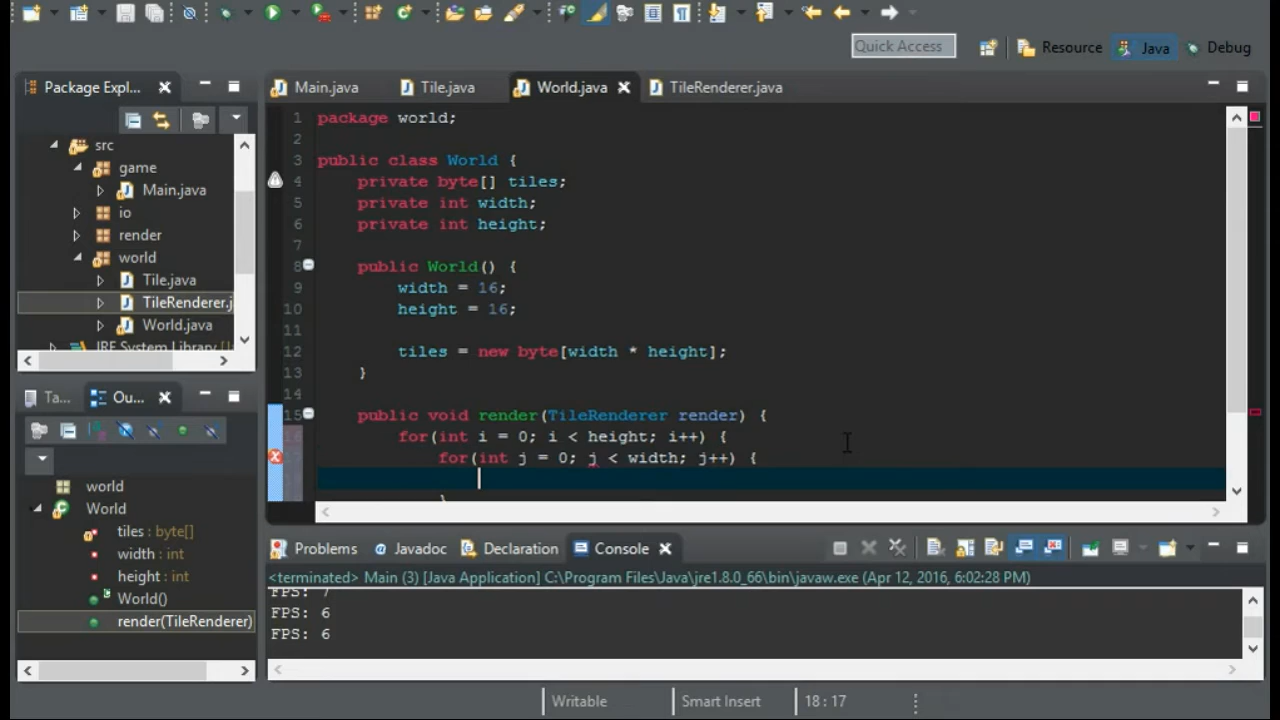 Quick Access
Resource
Java
Debug
Package Expl...
Main.java
Tile.java
World.java
TileRenderer.java
src
game
Main.java
io
render
world
Tile.java
TileRenderer.j
World.java
JRE System Library [J
1 package world;
2
3 public class World {
4 private byte[] tiles;
5 private int width;
6 private int height;
7
8 public World() {
9 width = 16;
10 height = 16;
11
12 tiles = new byte[width * height];
13 }
14
15 public void render(TileRenderer render) {
16 for(int i = 0; i < height; i++) {
for(int j = 0; j < width; j++) {
}
Ta...
Ou...
world
World
tiles : byte[]
width : int
height : int
World()
render(TileRenderer)
Problems
@ Javadoc
Declaration
Console
<terminated> Main (3) [Java Application] C:\Program Files\Java\jre1.8.0_66\bin\javaw.exe (Apr 12, 2016, 6:02:28 PM)
FPS: 7
FPS: 6
FPS: 6
Writable
Smart Insert
18 : 17